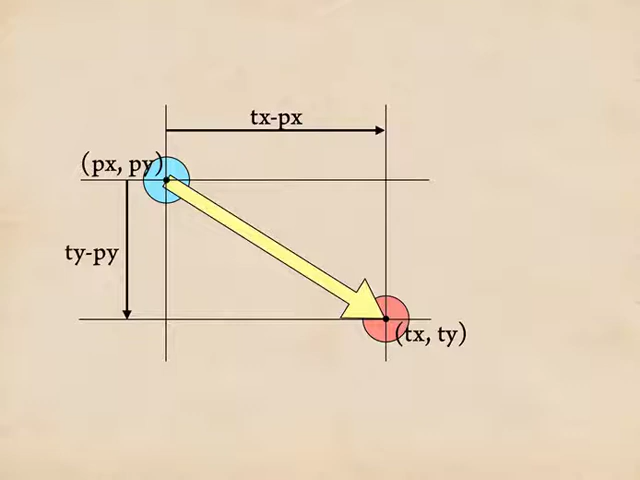 tx-px
(px, py)
ty-py
(tx, ty)